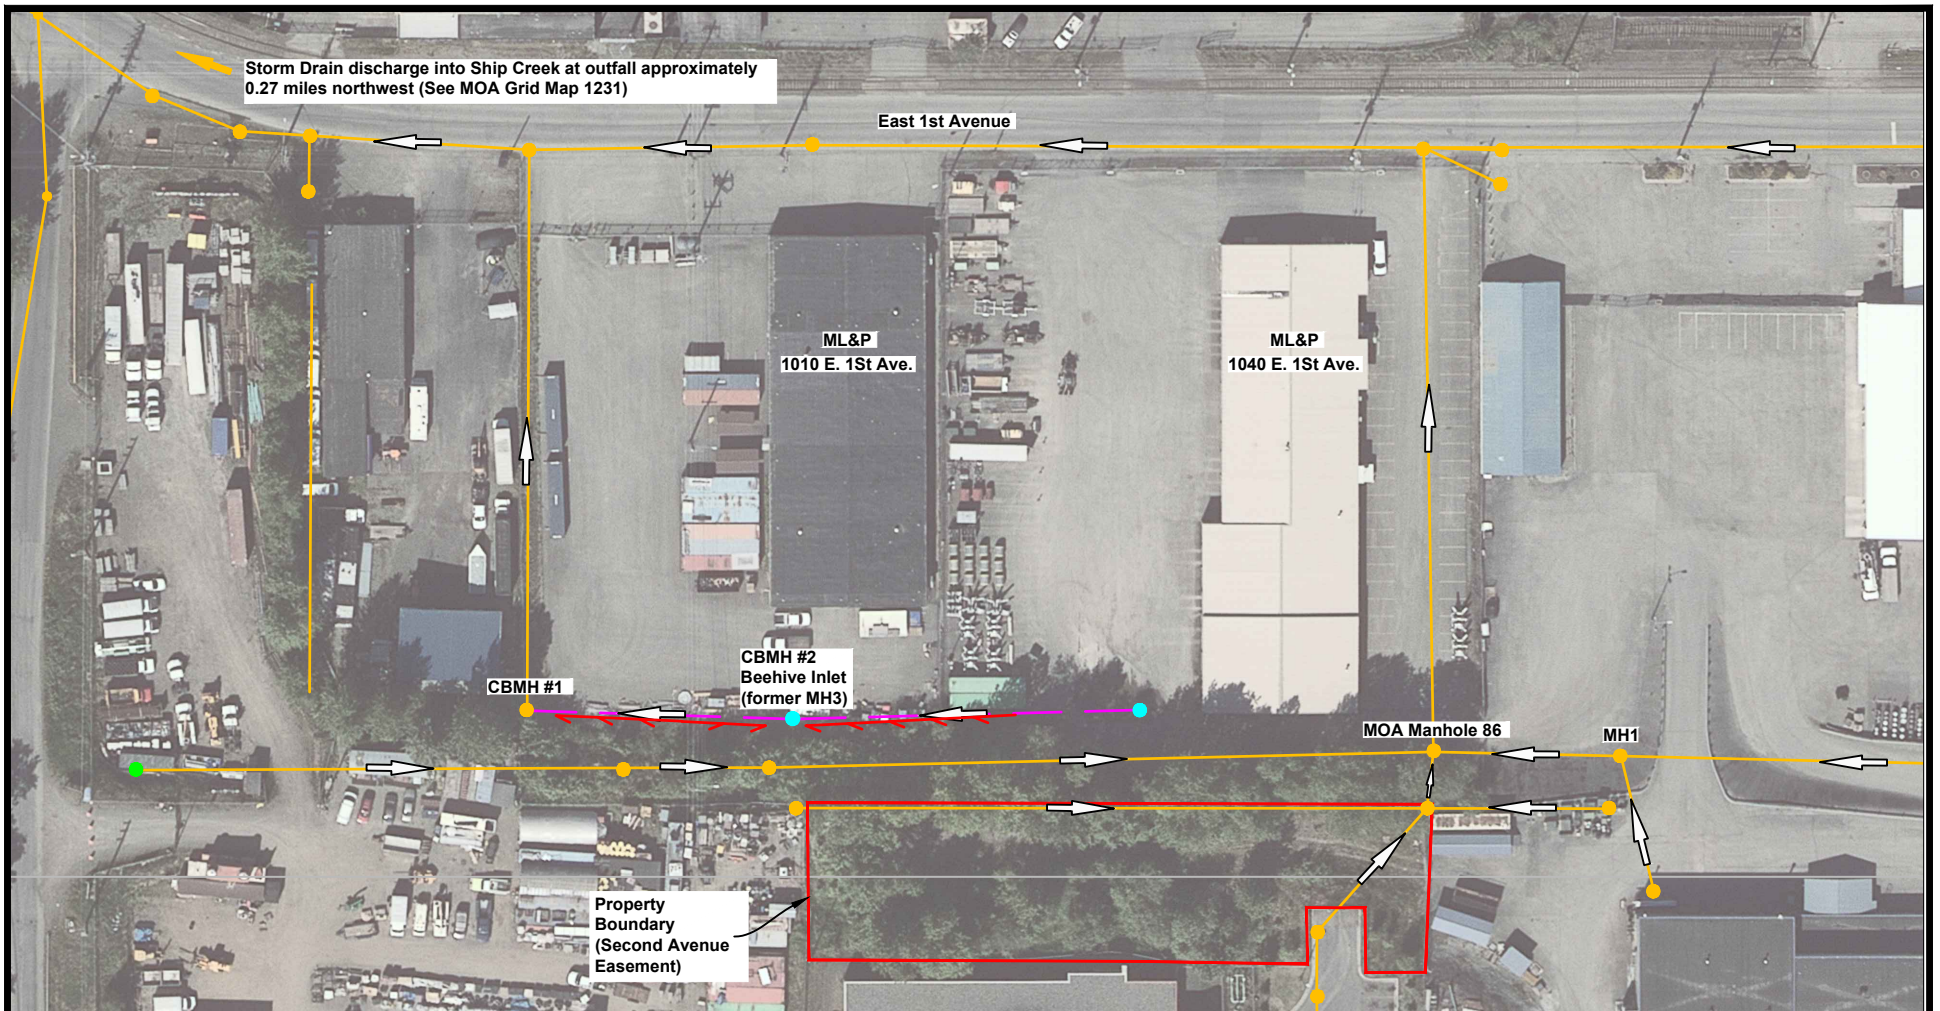 Storm Drain discharge into Ship Creek at outfall approximately
0.27 miles northwest (See MOA Grid Map 1231)
East 1st Avenue
ML&P
1010 E. 1St Ave.
ML&P
1040 E. 1St Ave.
CBMH #2
Beehive Inlet
(former MH3)
CBMH #1
MOA Manhole 86
MH1
Property
Boundary
(Second Avenue
Easement)